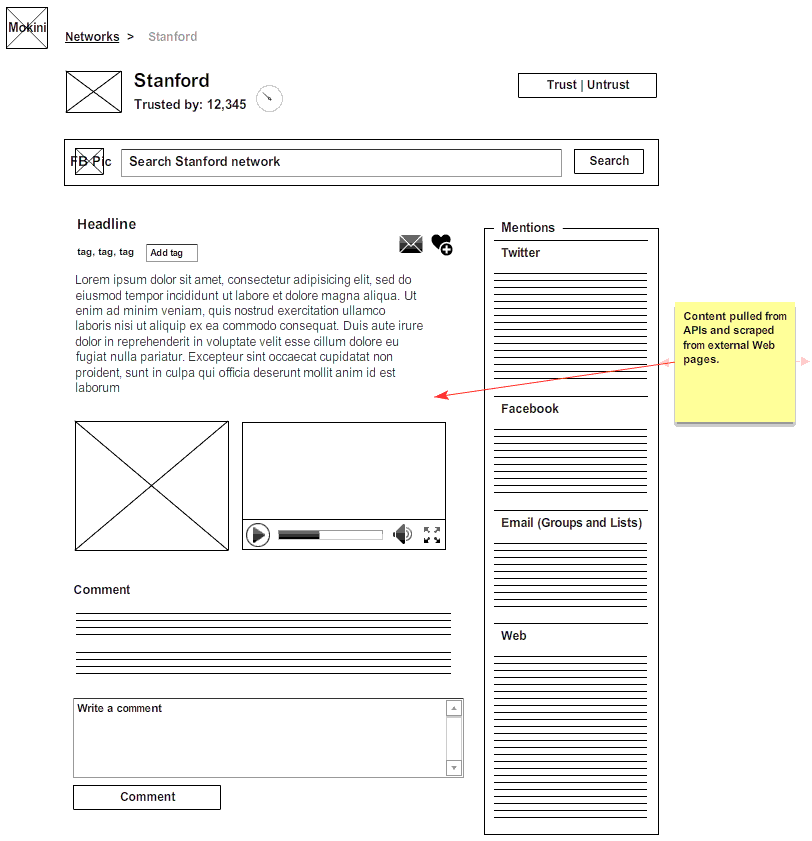 Mokini
Networks > Stanford
Stanford
Trusted by: 12,345
Trust | Untrust
FB Pic
Search Stanford network
Search
Headline
tag, tag, tag
Add tag
Lorem ipsum dolor sit amet, consectetur adipisicing elit, sed do
eiusmod tempor incididunt ut labore et dolore magna aliqua. Ut
enim ad minim veniam, quis nostrud exercitation ullamco
laboris nisi ut aliquip ex ea commodo consequat. Duis aute irure
dolor in reprehenderit in voluptate velit esse cillum dolore eu
fugiat nulla pariatur. Excepteur sint occaecat cupidatat non
proident, sunt in culpa qui officia deserunt mollit anim id est
laborum
Comment
Write a comment
Comment
Mentions
Twitter
Facebook
Email (Groups and Lists)
Web
Content pulled from
APIs and scraped
from external Web
pages.